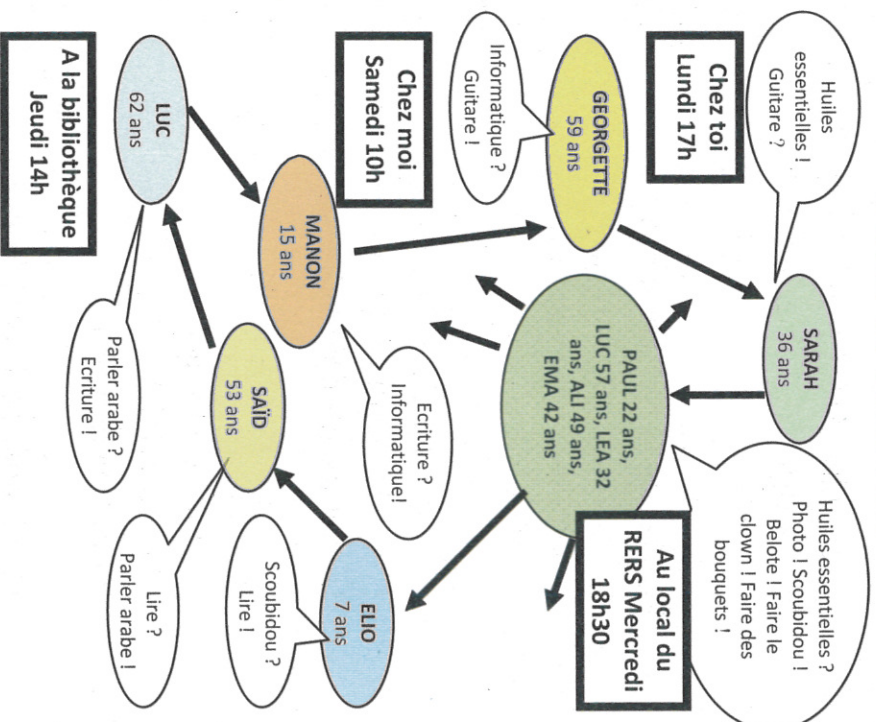 Huiles
essentielles !
Guitare ?
SARAH
36 ans
Huiles essentielles ?
Photo ! Scoubidou !
Belote ! Faire le
clown ! Faire des
bouquets !
Chez toi
Lundi 17h
Au local du
RERS Mercredi
18h30
GEORGETTE
59 ans
PAUL 22 ans,
LUC 57 ans, LEA 32
ans, ALI 49 ans,
EMA 42 ans
Informatique ?
Guitare !
Ecriture ?
Informatique!
Chez moi
Samedi 10h
ELIO
7 ans
MANON
15 ans
Scoubidou ?
Lire !
SAÏD
53 ans
LUC
62 ans
Lire ?
Parler arabe !
Parler arabe ?
Ecriture !
A la bibliothèque
Jeudi 14h